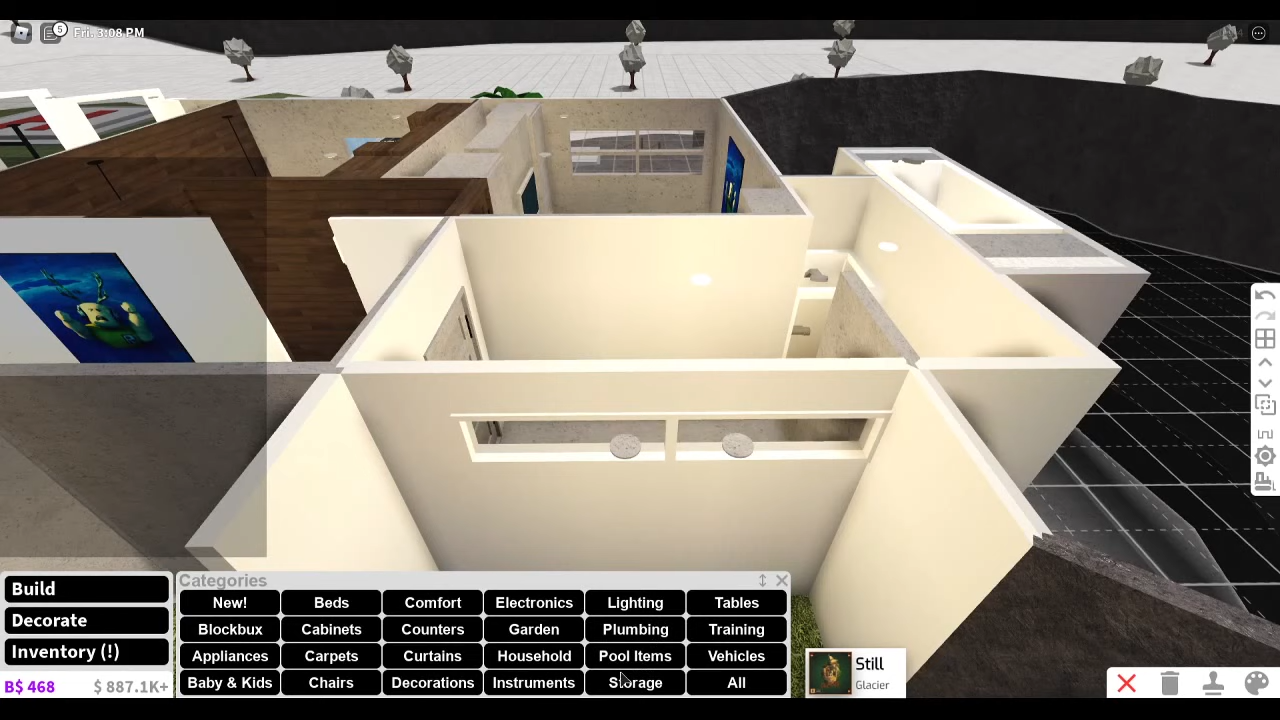 5 Fri. 3:08 PM
Build
Decorate
Inventory (!)
B$ 468 $ 887.1K+
Categories
New! Beds Comfort Electronics Lighting Tables
Blockbux Cabinets Counters Garden Plumbing Training
Appliances Carpets Curtains Household Pool Items Vehicles
Baby & Kids Chairs Decorations Instruments Storage All
Still
Glacier